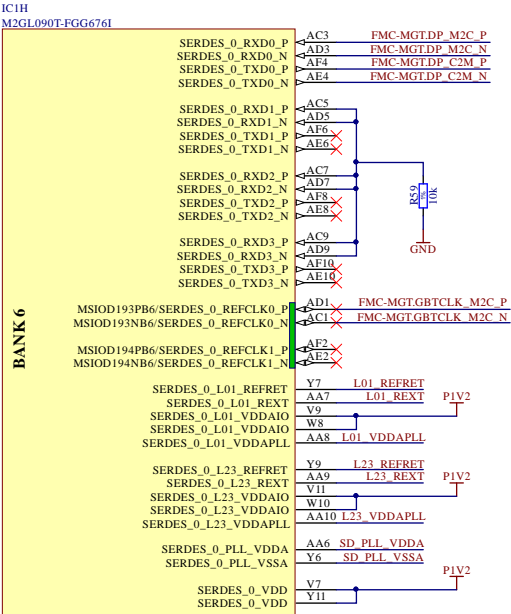 IC1H
M2GL090T-FGG676I
BANK 6
SERDES_0_RXD0_P AC3 FMC-MGT.DP_M2C_P
SERDES_0_RXD0_N AD3 FMC-MGT.DP_M2C_N
SERDES_0_TXD0_P AF4 FMC-MGT.DP_C2M_P
SERDES_0_TXD0_N AE4 FMC-MGT.DP_C2M_N
SERDES_0_RXD1_P AC5
SERDES_0_RXD1_N AD5
SERDES_0_TXD1_P AF6
SERDES_0_TXD1_N AE6
SERDES_0_RXD2_P AC7
SERDES_0_RXD2_N AD7
SERDES_0_TXD2_P AF8
SERDES_0_TXD2_N AE8
R59
10k
GND
SERDES_0_RXD3_P AC9
SERDES_0_RXD3_N AD9
SERDES_0_TXD3_P AF10
SERDES_0_TXD3_N AE10
MSIOD193PB6/SERDES_0_REFCLK0_P AD1 FMC-MGT.GBTCLK_M2C_P
MSIOD193NB6/SERDES_0_REFCLK0_N AC1 FMC-MGT.GBTCLK_M2C_N
MSIOD194PB6/SERDES_0_REFCLK1_P AF2
MSIOD194NB6/SERDES_0_REFCLK1_N AE2
SERDES_0_L01_REFRET Y7 L01_REFRET
SERDES_0_L01_REXT AA7 L01_REXT P1V2
SERDES_0_L01_VDDAIO V9
SERDES_0_L01_VDDAIO W8
SERDES_0_L01_VDDAPLL AA8 L01_VDDAPLL
SERDES_0_L23_REFRET Y9 L23_REFRET
SERDES_0_L23_REXT AA9 L23_REXT P1V2
SERDES_0_L23_VDDAIO V11
SERDES_0_L23_VDDAIO W10
SERDES_0_L23_VDDAPLL AA10 L23_VDDAPLL
SERDES_0_PLL_VDDA AA6 SD_PLL_VDDA
SERDES_0_PLL_VSSA Y6 SD_PLL_VSSA
P1V2
SERDES_0_VDD V7
SERDES_0_VDD Y11